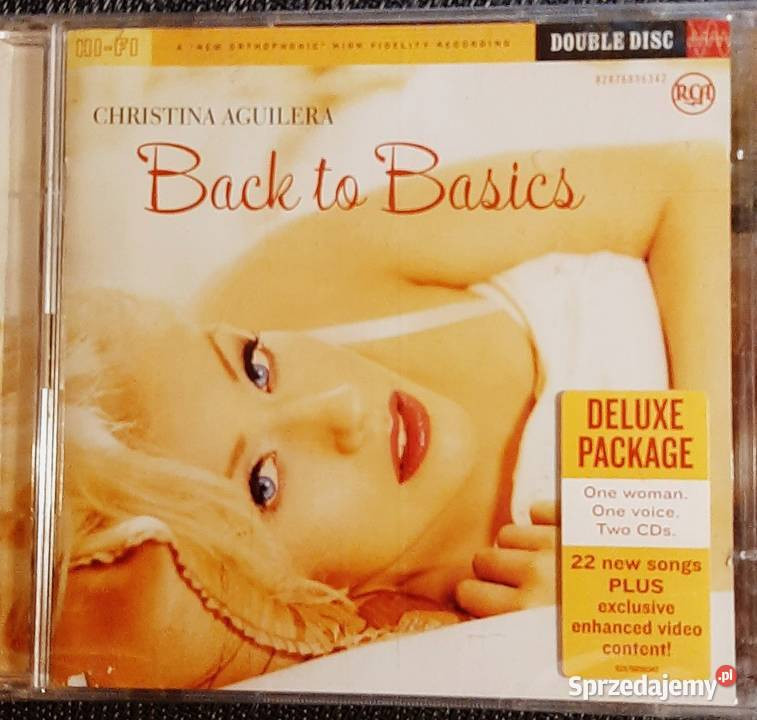 HI-FI
A "NEW ORTHOPHONIC" HIGH FIDELITY RECORDING
DOUBLE DISC
82876836342
RCA
CHRISTINA AGUILERA
Back to Basics
DELUXE
PACKAGE
One woman.
One voice.
Two CDs.
22 new songs
PLUS
exclusive
enhanced video
content!
Sprzedajemy.pl